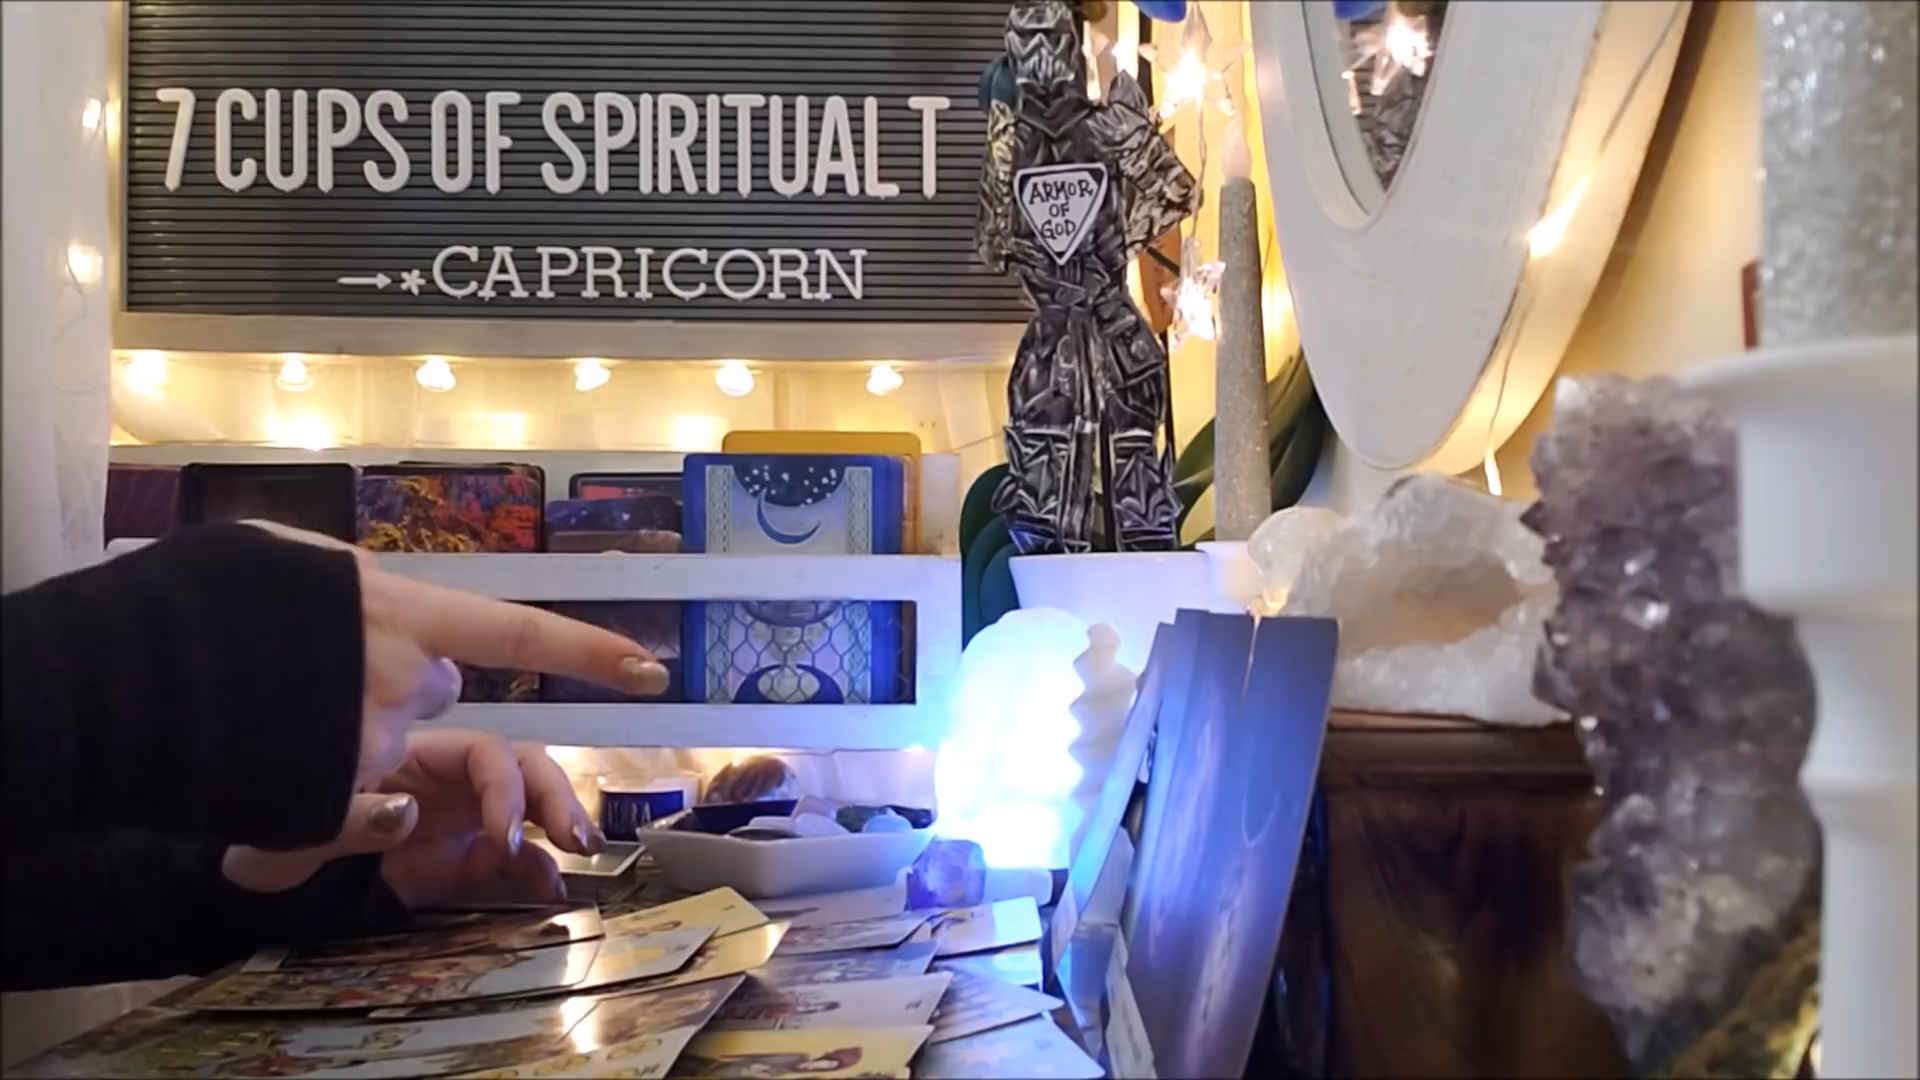 7 CUPS OF SPIRITUAL T
→*CAPRICORN
ARMOR
OF
GOD